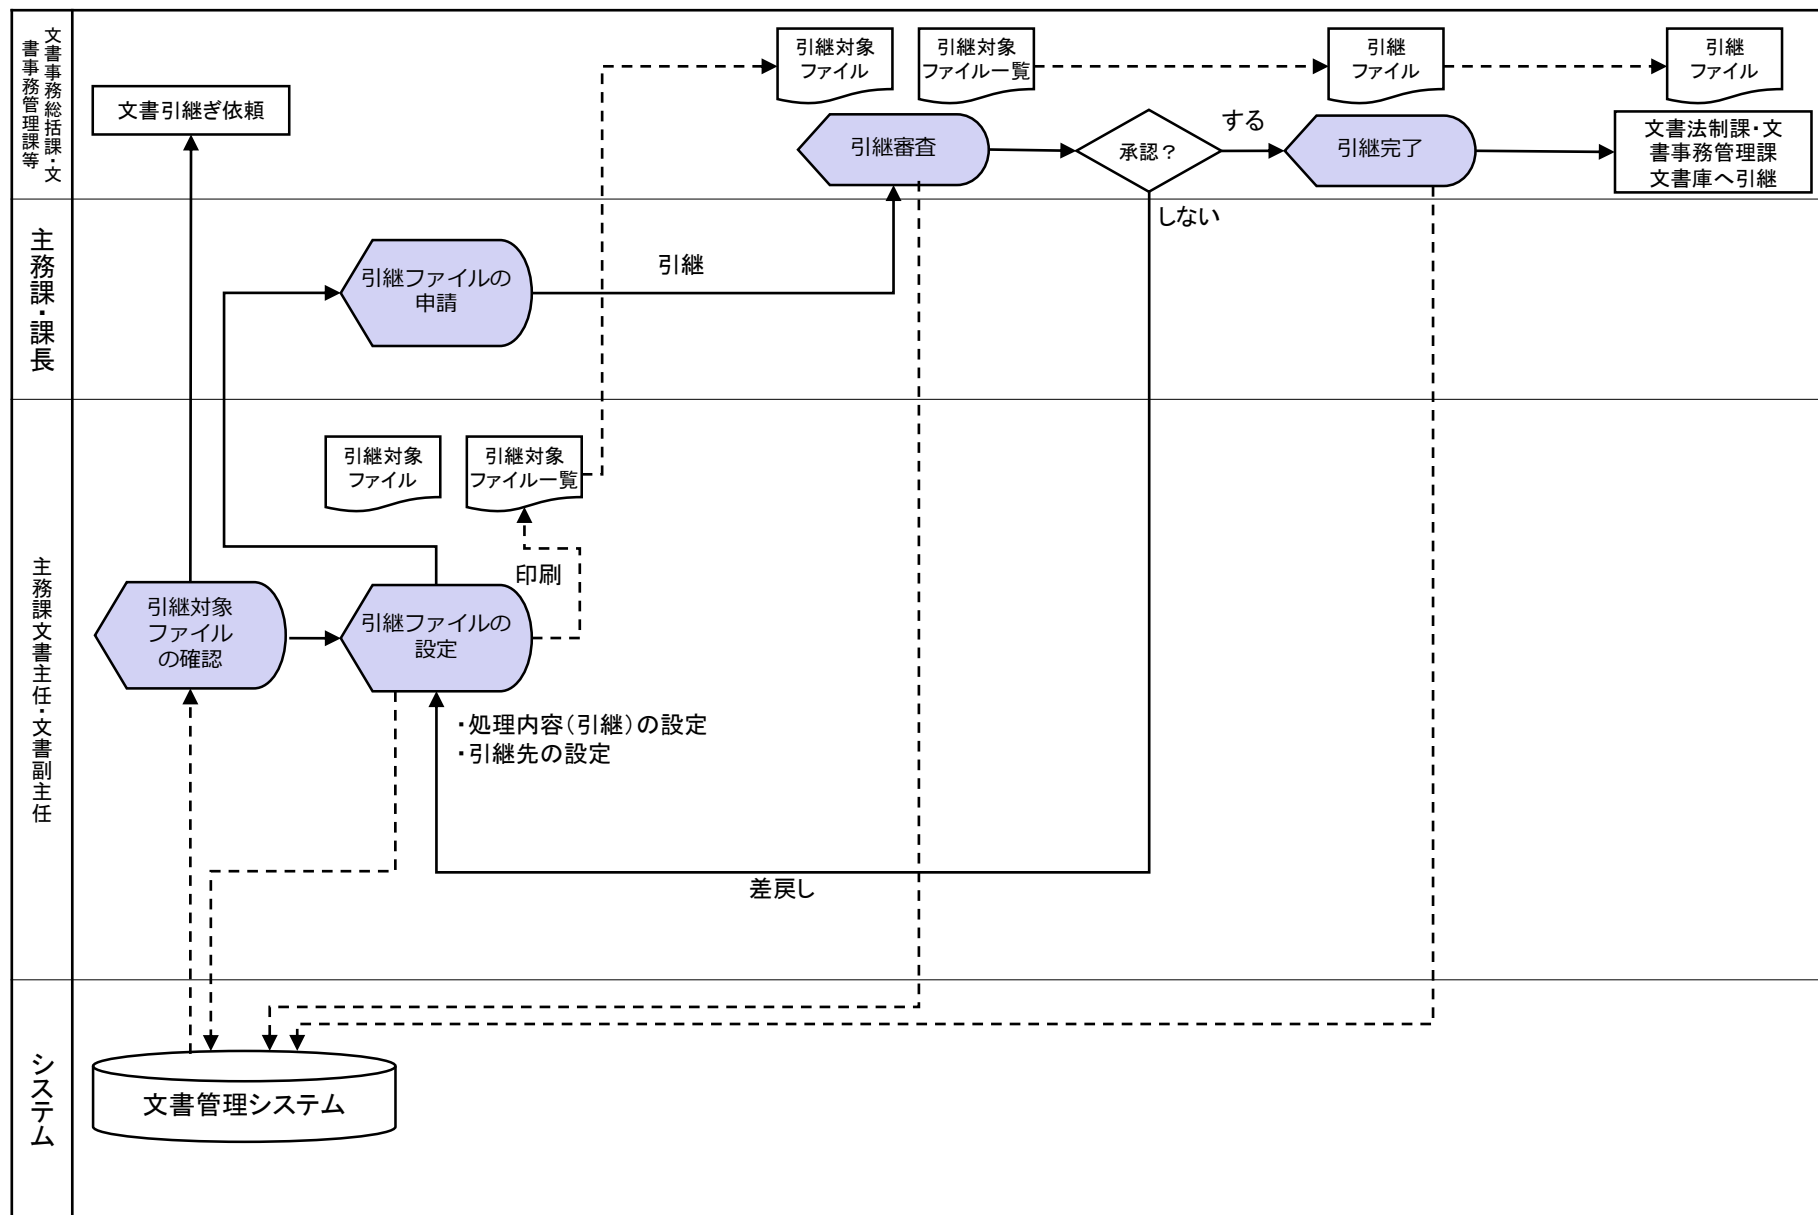 文書事務総括課・文
書事務管理課等
引継対象
ファイル
引継対象
ファイル一覧
引継
ファイル
引継
ファイル
文書引継ぎ依頼
引継審査
承認？
する
しない
引継完了
文書法制課・文
書事務管理課
文書庫へ引継
主務課・課長
引継ファイルの
申請
引継
主務課文書主任・文書副主任
引継対象
ファイル
引継対象
ファイル一覧
印刷
引継対象
ファイル
の確認
引継ファイルの
設定
・処理内容（引継）の設定
・引継先の設定
差戻し
システム
文書管理システム